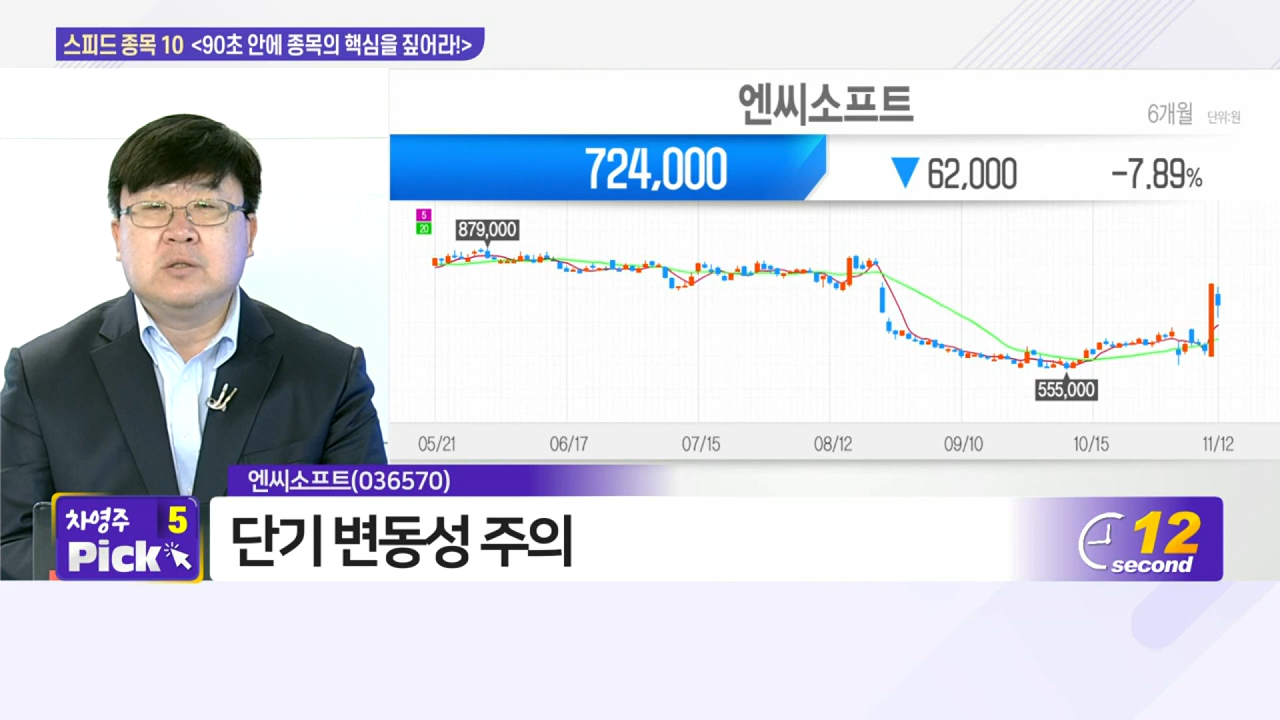 스피드 종목 10 <90초 안에 종목의 핵심을 짚어라!>
엔씨소프트
6개월 단위:원
724,000 ▼ 62,000 -7.89%
5
20
879,000
555,000
05/21 06/17 07/15 08/12 09/10 10/15 11/12
엔씨소프트(036570)
차영주 5
Pick
단기 변동성 주의
12
second